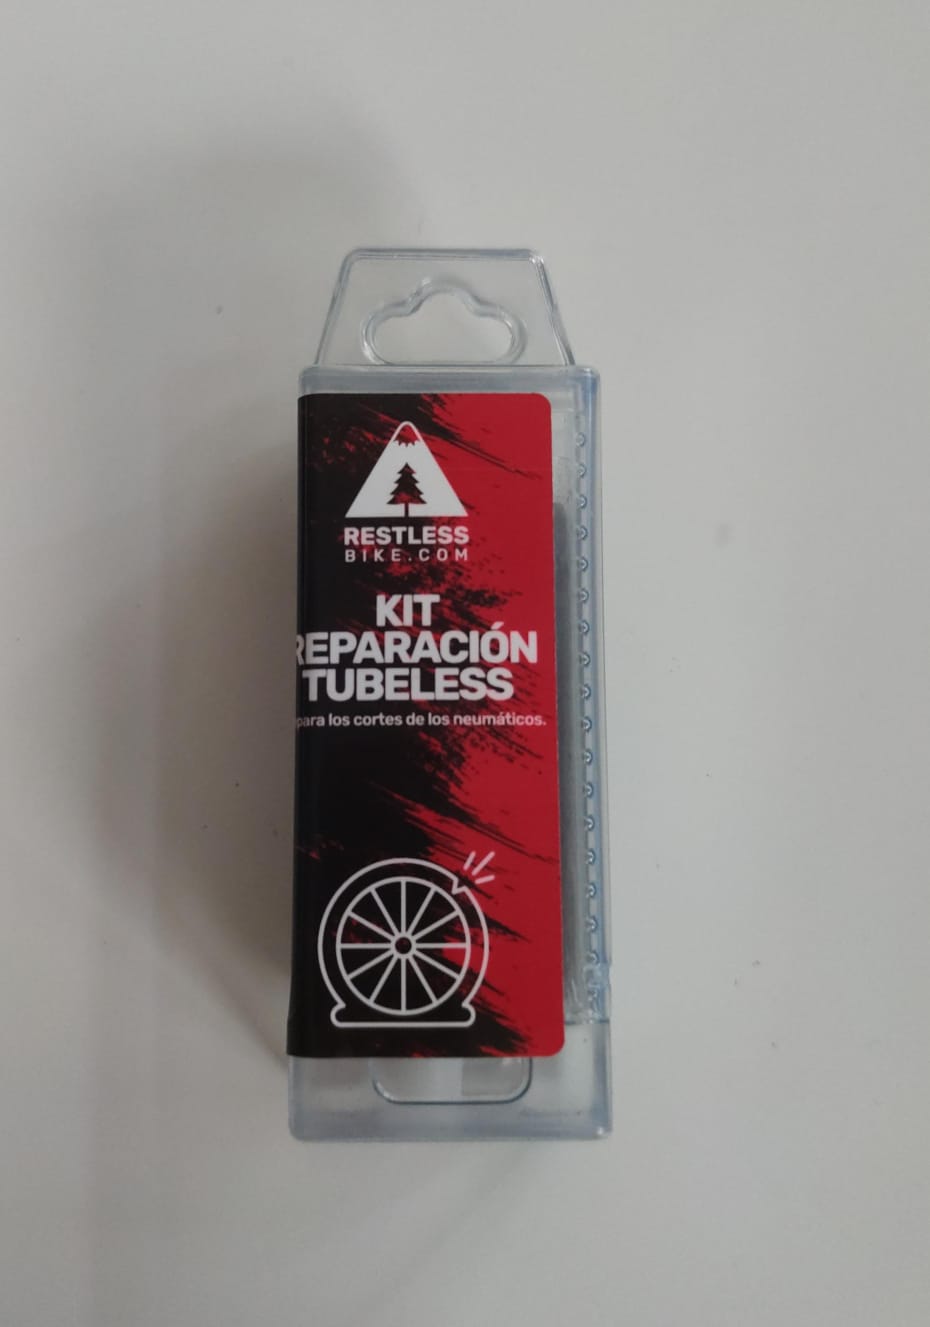 RESTLESS
BIKE.COM
KIT
REPARACIÓN
TUBELESS
para los cortes de los neumáticos.